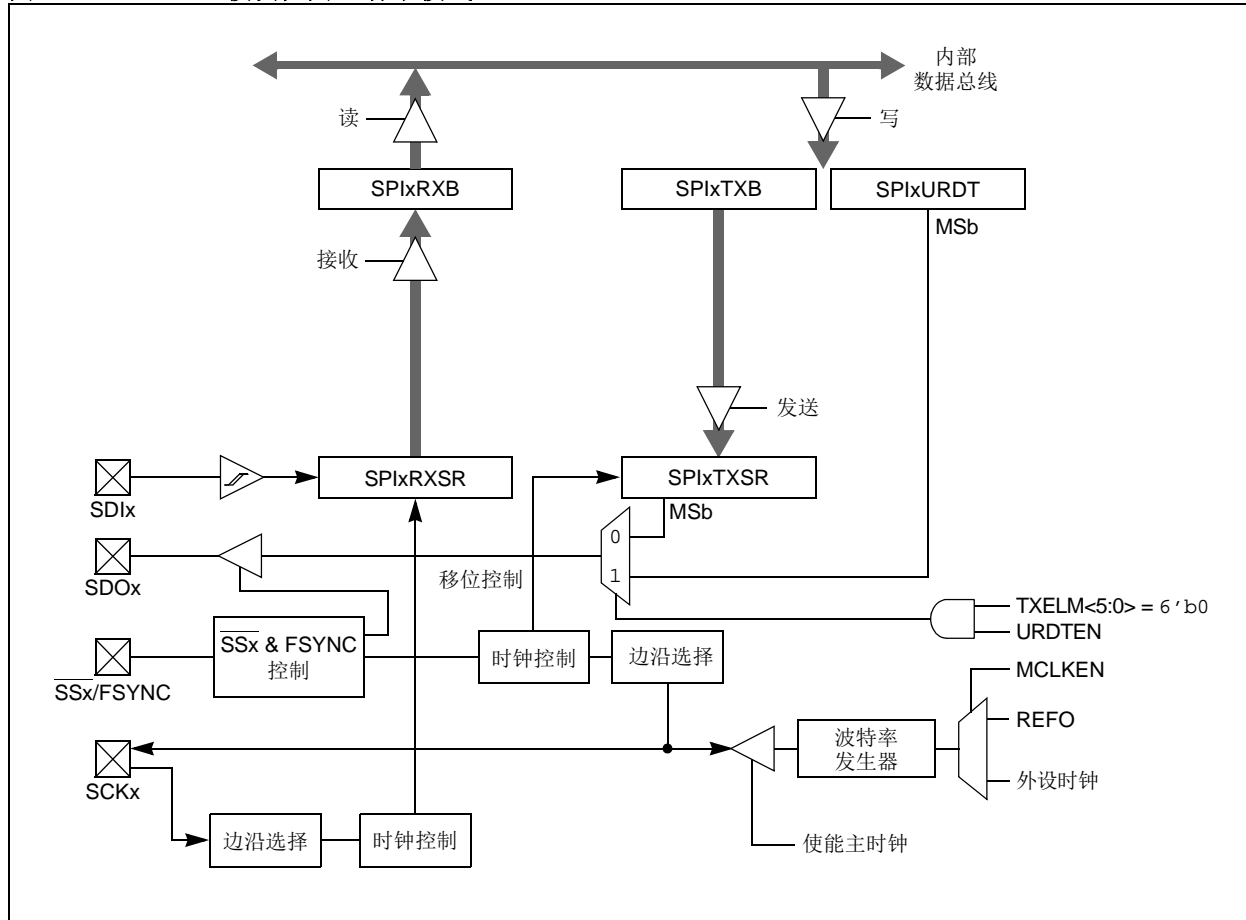 内部
数据总线
读
写
SPIxRXB
SPIxTXB
SPIxURDT
MSb
接收
发送
SPIxRXSR
SPIxTXSR
MSb
SDIx
0
SDOx
移位控制
1
TXELM<5:0> = 6'b0
URDTEN
SSx & FSYNC
控制
时钟控制
边沿选择
SSx/FSYNC
MCLKEN
REFO
波特率
发生器
外设时钟
SCKx
边沿选择
时钟控制
使能主时钟